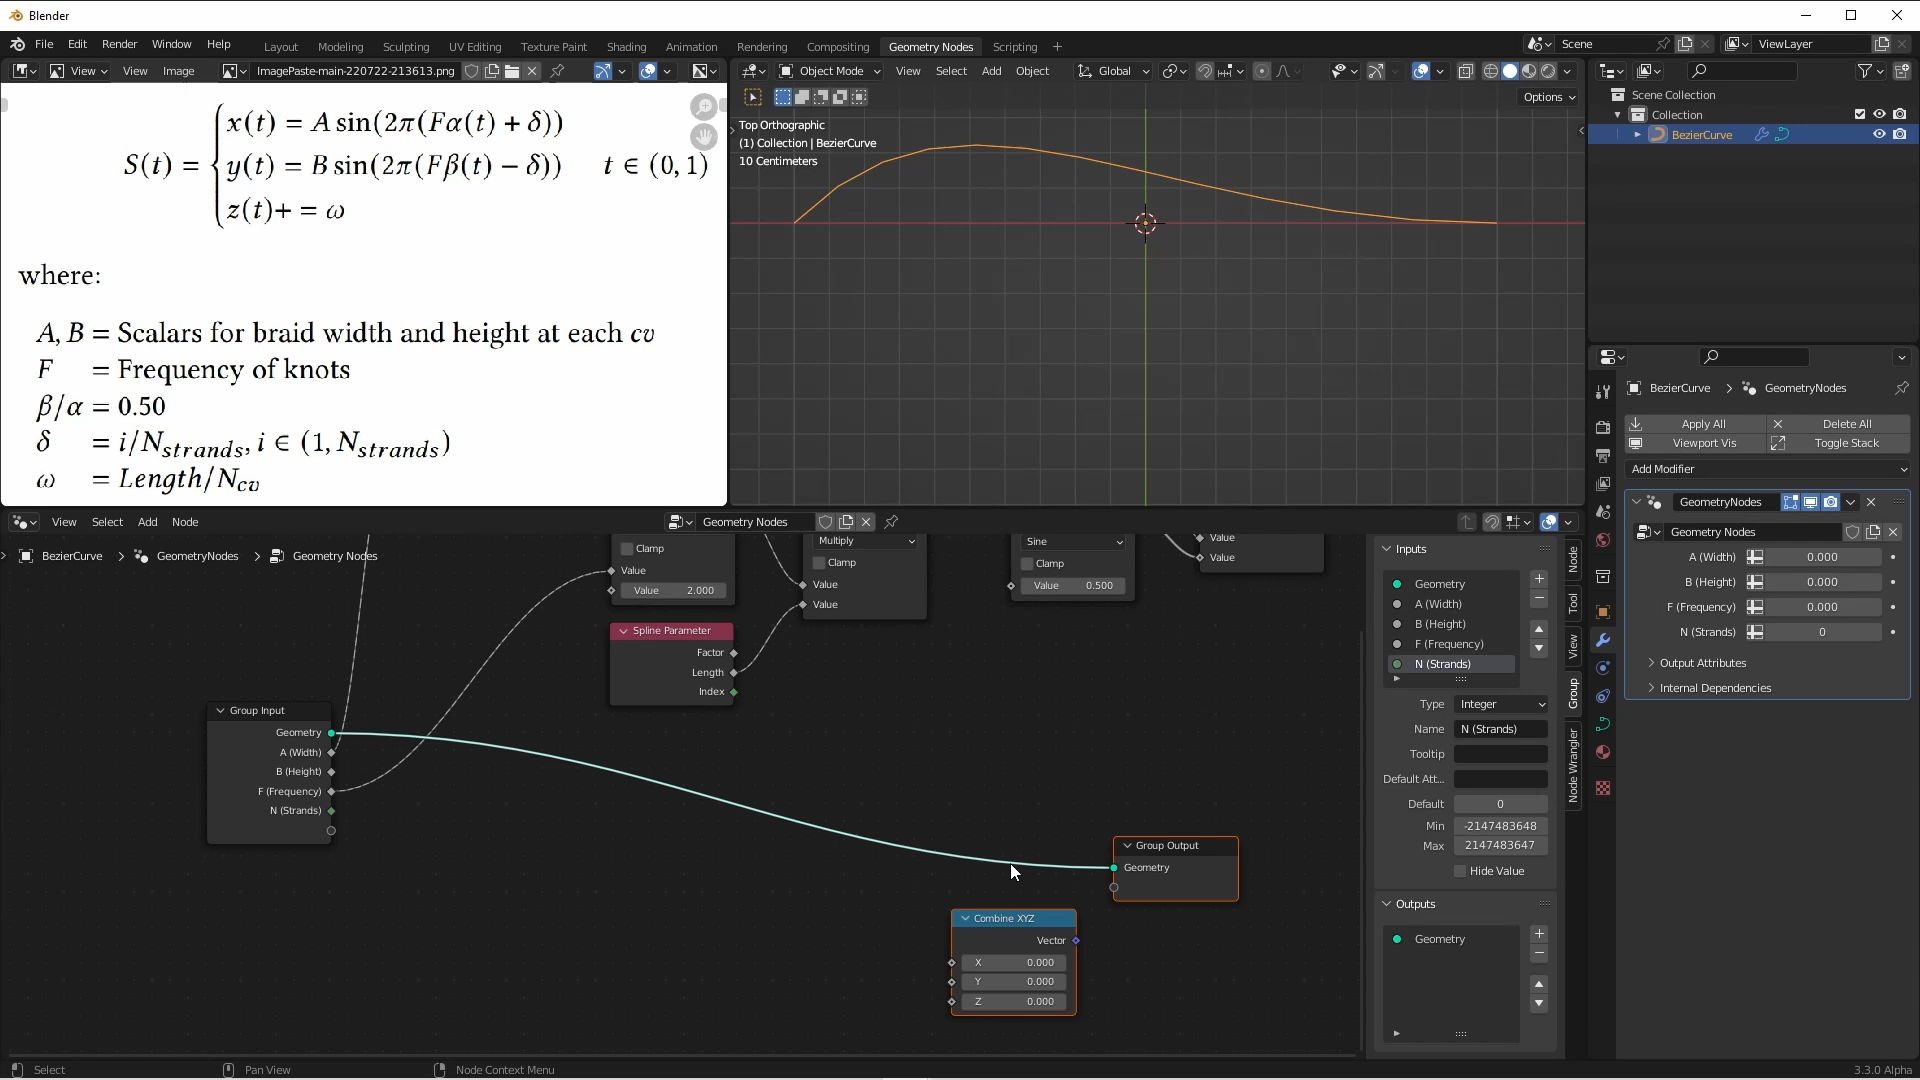 Blender
File Edit Render Window Help
Layout Modeling Sculpting UV Editing Texture Paint Shading Animation Rendering Compositing Geometry Nodes Scripting +
Scene
ViewLayer
View View Image ImagePaste-main-220722-213613.png
Object Mode View Select Add Object Global
Options
x(t) = A sin(2π(Fα(t) + δ))
S(t) = y(t) = B sin(2π(Fβ(t) − δ)) t ∈ (0, 1)
z(t)+ = ω
where:
A, B = Scalars for braid width and height at each cv
F = Frequency of knots
β/α = 0.50
δ = i/N_strands, i ∈ (1, N_strands)
ω = Length/N_cv
Top Orthographic
(1) Collection | BezierCurve
10 Centimeters
Scene Collection
Collection
BezierCurve
BezierCurve > GeometryNodes
Apply All Delete All
Viewport Vis Toggle Stack
Add Modifier
GeometryNodes
Geometry Nodes
A (Width) 0.000
B (Height) 0.000
F (Frequency) 0.000
N (Strands) 0
Output Attributes
Internal Dependencies
View Select Add Node Geometry Nodes
BezierCurve > GeometryNodes > Geometry Nodes
Clamp
Value
Value 2.000
Multiply
Clamp
Value
Value
Sine
Clamp
Value 0.500
Value
Value
Spline Parameter
Factor
Length
Index
Group Input
Geometry
A (Width)
B (Height)
F (Frequency)
N (Strands)
Group Output
Geometry
Combine XYZ
Vector
X 0.000
Y 0.000
Z 0.000
Inputs
Geometry
A (Width)
B (Height)
F (Frequency)
N (Strands)
Type Integer
Name N (Strands)
Tooltip
Default Att...
Default 0
Min -2147483648
Max 2147483647
Hide Value
Outputs
Geometry
Node
Tool
View
Group
Node Wrangler
Select Pan View Node Context Menu
3.3.0 Alpha